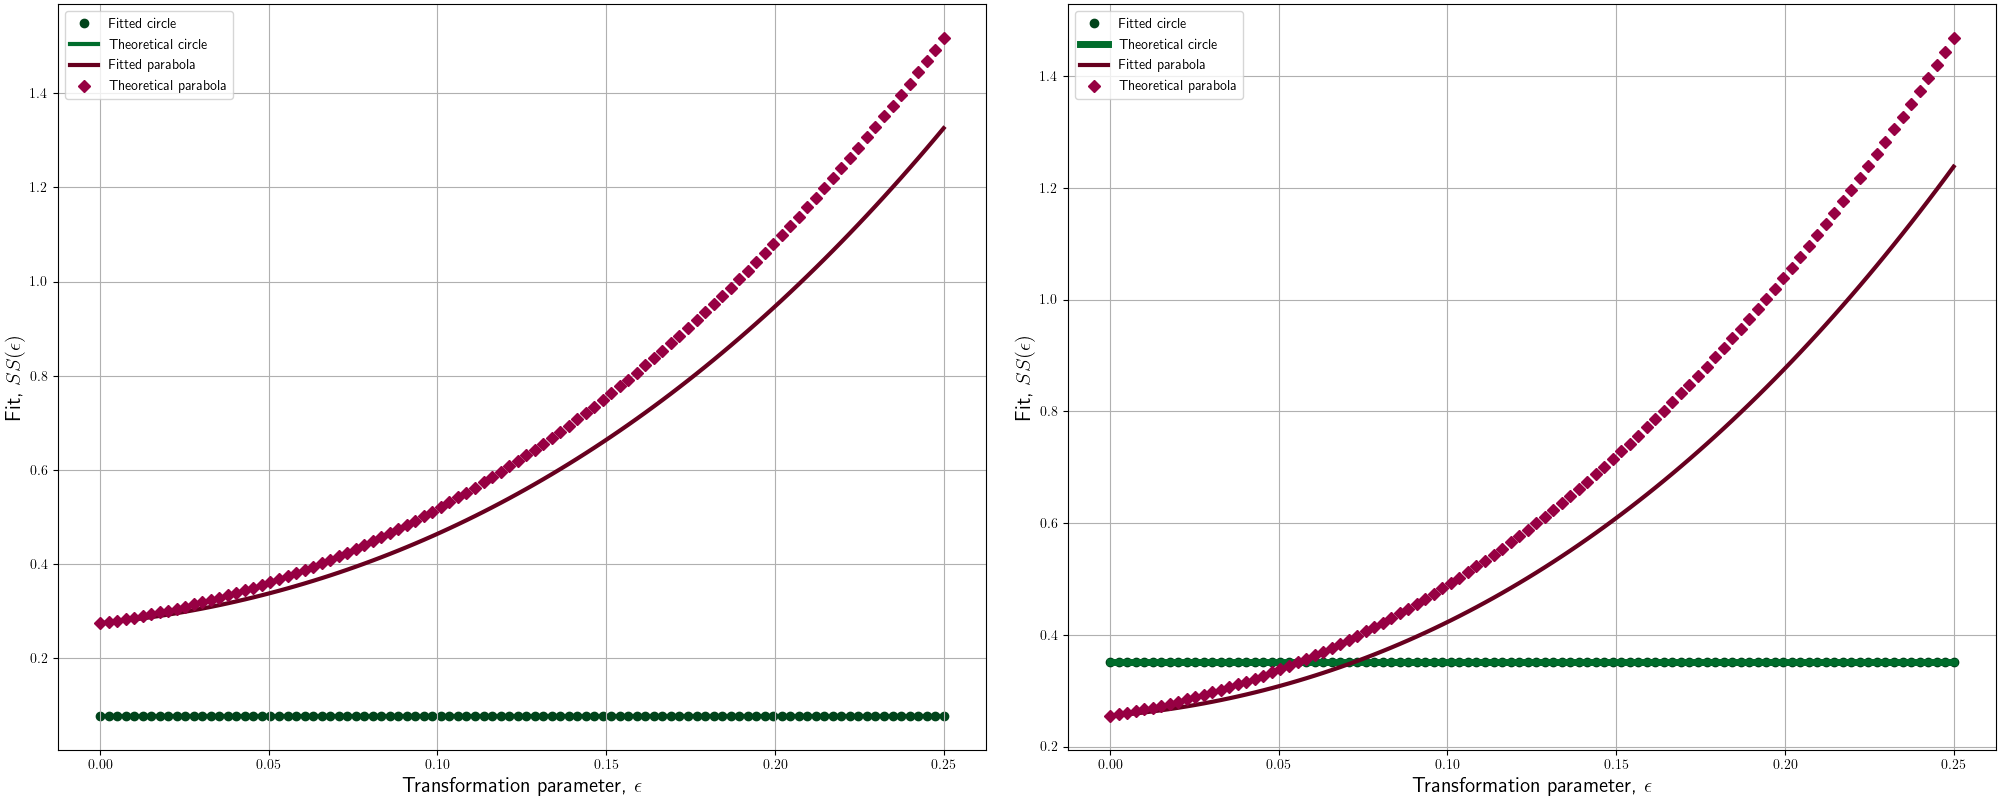 Fitted circle
Theoretical circle
Fitted parabola
Theoretical parabola
1.4
1.2
1.0
0.8
0.6
0.4
0.2
Fit, SS(ϵ)
0.00 0.05 0.10 0.15 0.20 0.25
Transformation parameter, ϵ
Fitted circle
Theoretical circle
Fitted parabola
Theoretical parabola
1.4
1.2
1.0
0.8
0.6
0.4
0.2
Fit, SS(ϵ)
0.00 0.05 0.10 0.15 0.20 0.25
Transformation parameter, ϵ